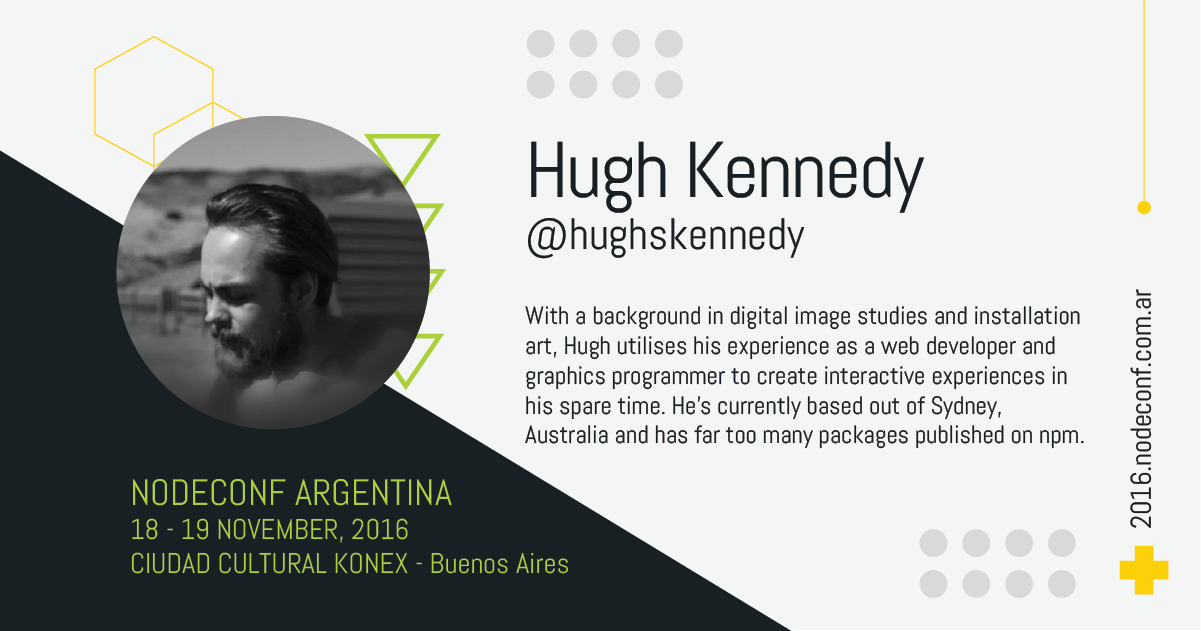 Hugh Kennedy
@hughskennedy
With a background in digital image studies and installation
art, Hugh utilises his experience as a web developer and
graphics programmer to create interactive experiences in
his spare time. He's currently based out of Sydney,
Australia and has far too many packages published on npm.
NODECONF ARGENTINA
18 - 19 NOVEMBER, 2016
CIUDAD CULTURAL KONEX - Buenos Aires
2016.nodeconf.com.ar